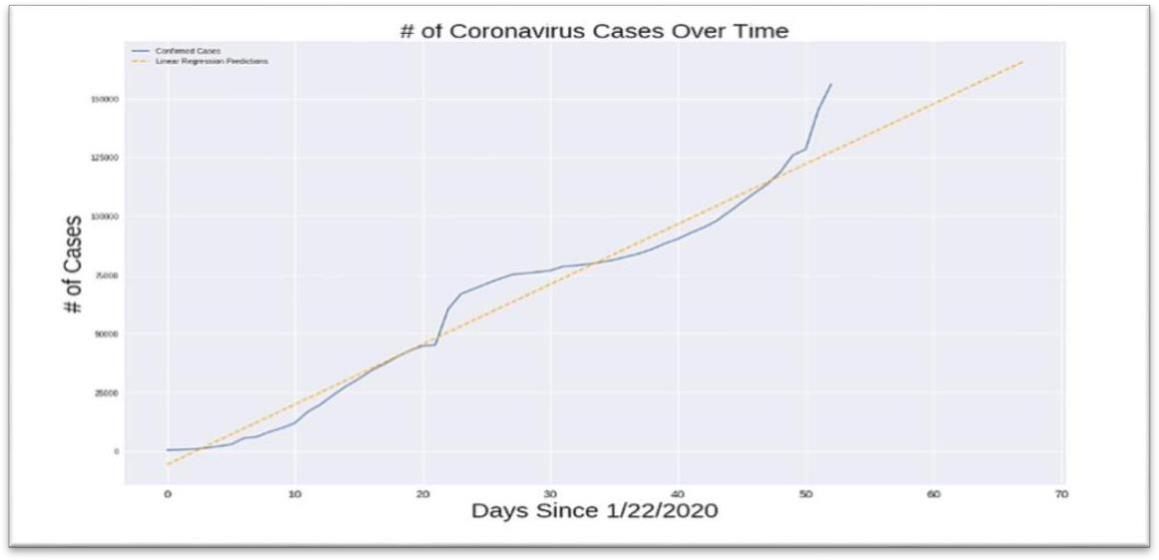 # of Coronavirus Cases Over Time
Confirmed Cases
Linear Regression Predictions
150000
125000
100000
75000
50000
25000
0
# of Cases
0 10 20 30 40 50 60 70
Days Since 1/22/2020